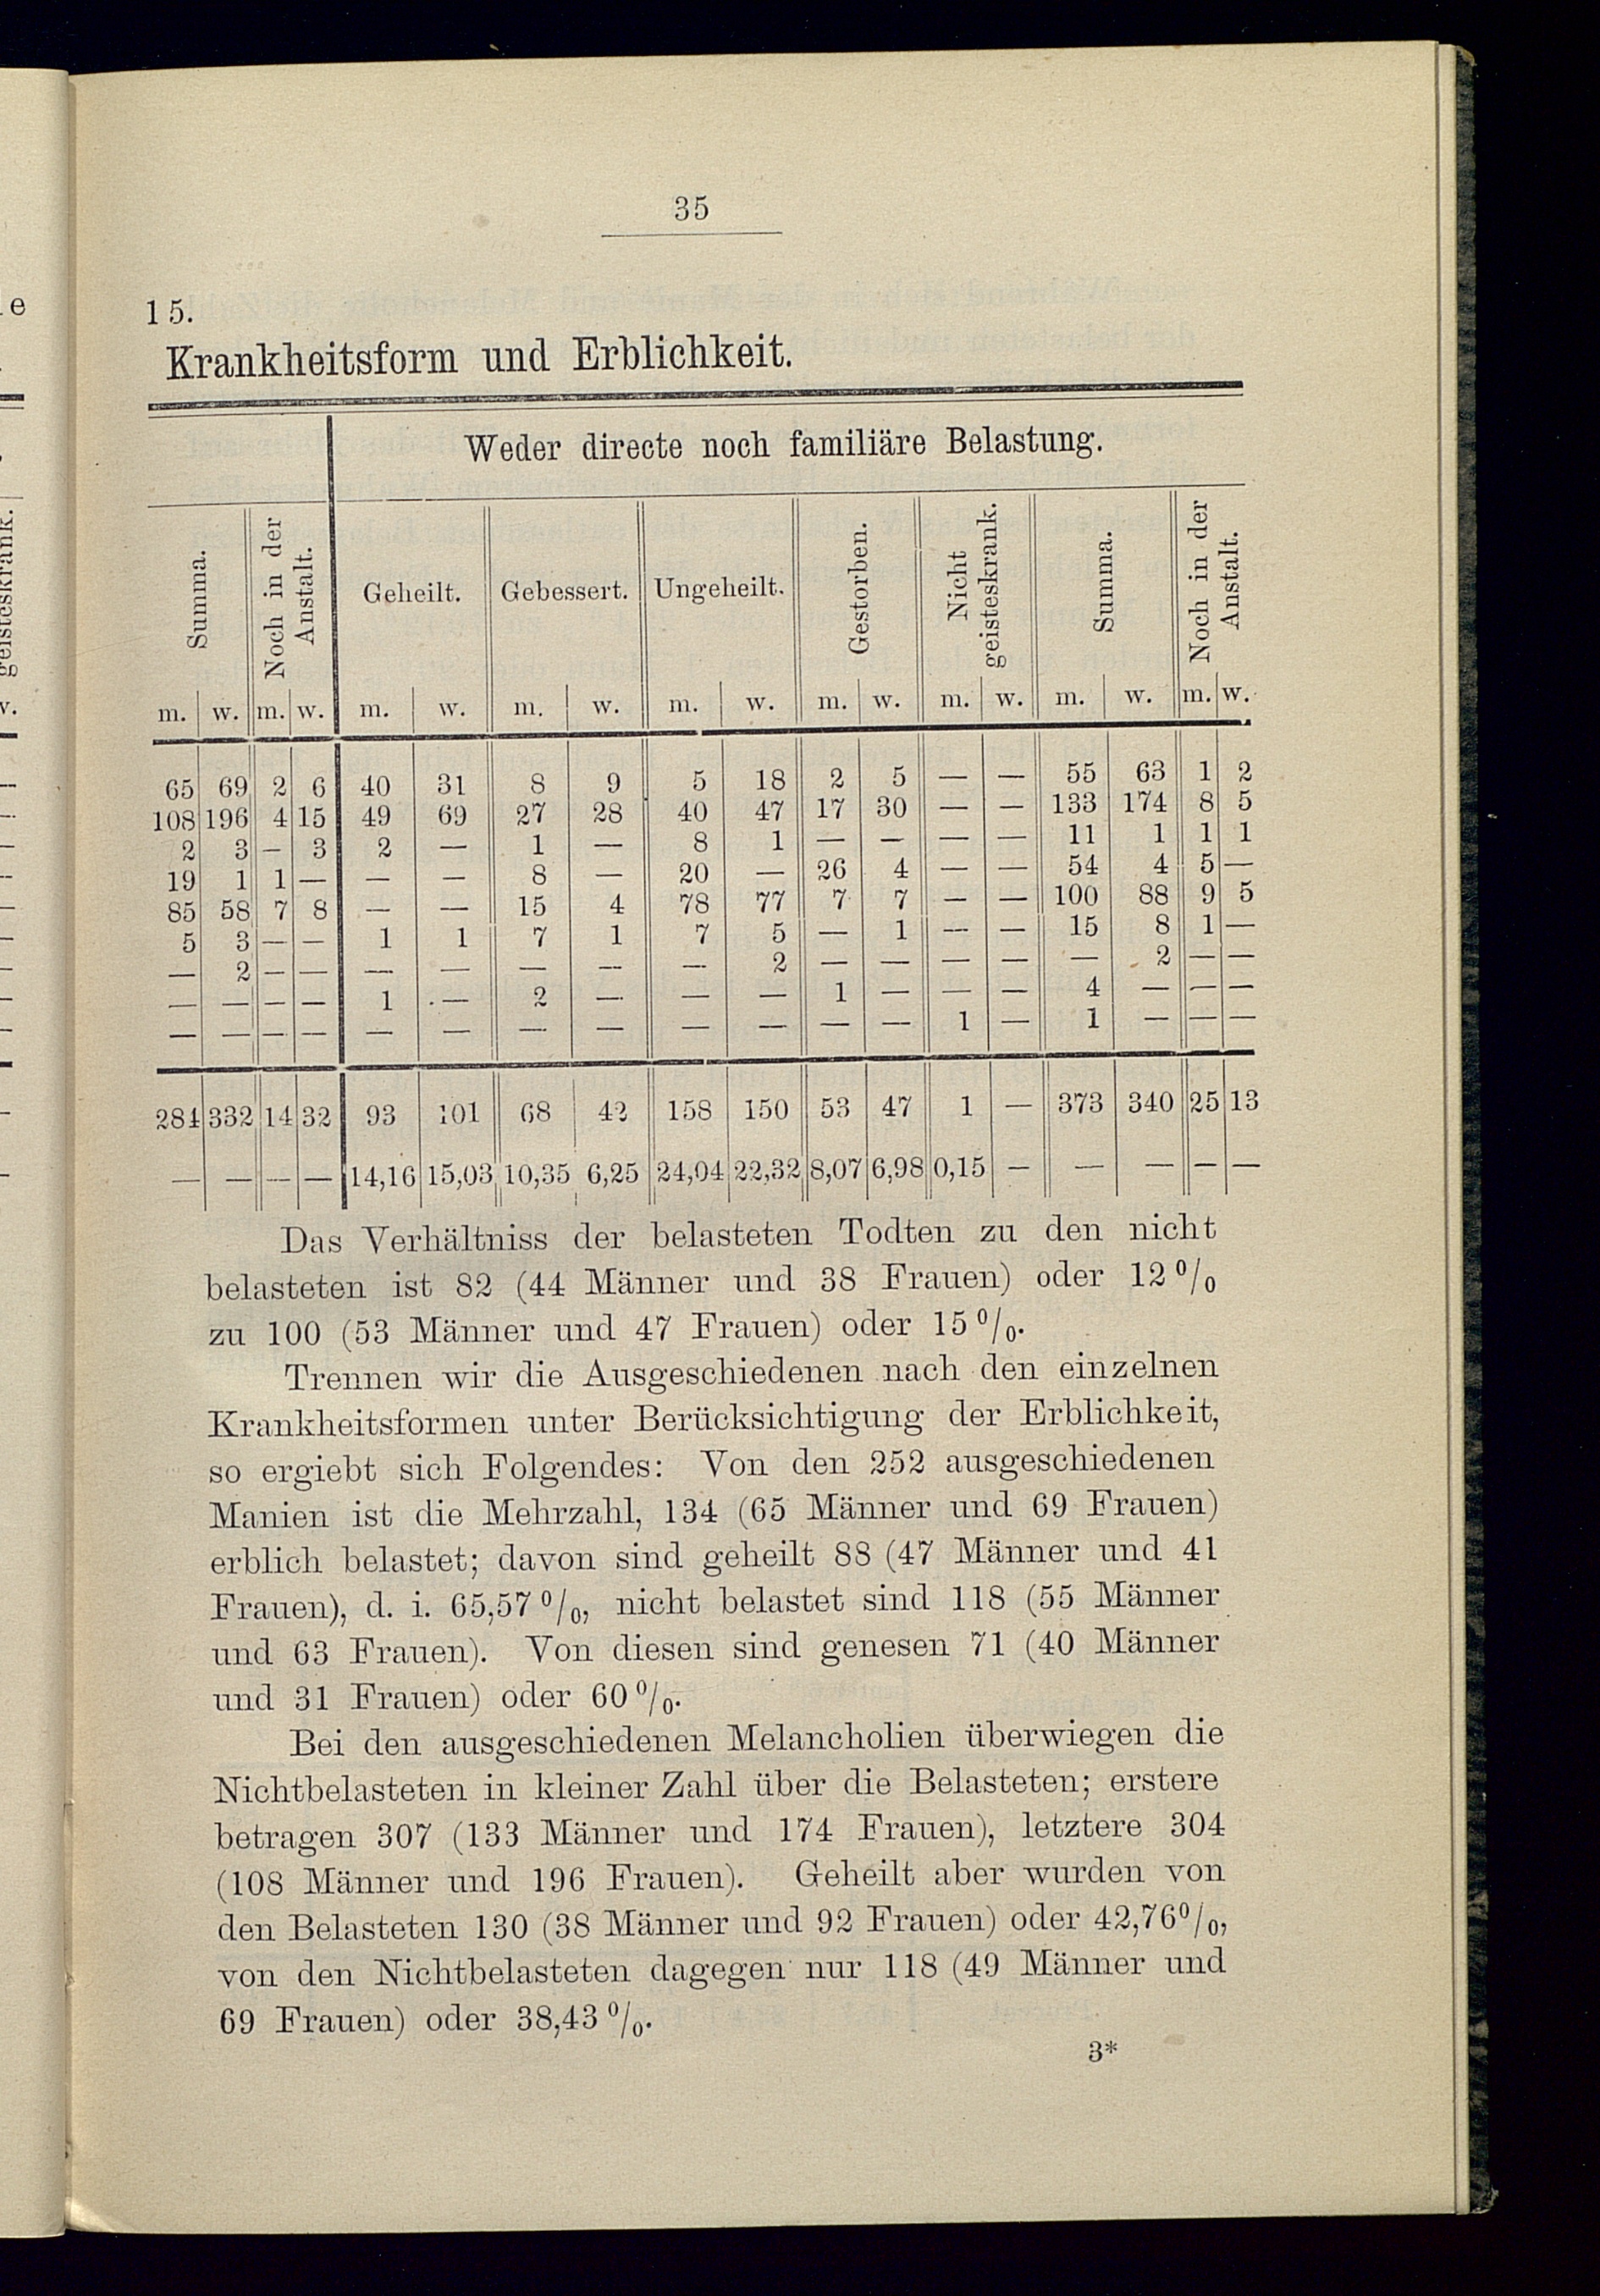 35
15.
Krankheitsform und Erblichkeit.
Weder directe noch familiäre Belastung.
Summa. Noch in der Anstalt. Geheilt. Gebessert. Ungeheilt. Gestorben. Nicht geisteskrank. Summa. Noch in der Anstalt.
m. w. m. w. m. w. m. w. m. w. m. w. m. w. m. w. m. w.
65 69 2 6 40 31 8 9 5 18 2 5 — — 55 63 1 2
108 196 4 15 49 69 27 28 40 47 17 30 — — 133 174 8 5
2 3 — 3 2 — 1 — 8 1 — — — — 11 1 1 1
19 1 1 — — — 8 — 20 — 26 4 — — 54 4 5 —
85 58 7 8 — — 15 4 78 77 7 7 — — 100 88 9 5
5 3 — — 1 1 7 1 7 5 — 1 — — 15 8 1 —
— 2 — — — — — — — 2 — — — — — 2 — —
— — — — 1 — 2 — — — 1 — — — 4 — — —
— — — — — — — — — — — — 1 — 1 — — —
284 332 14 32 93 101 68 42 158 150 53 47 1 — 373 340 25 13
— — — — 14,16 15,03 10,35 6,25 24,04 22,32 8,07 6,98 0,15 — — — — —
Das Verhältniss der belasteten Todten zu den nicht
belasteten ist 82 (44 Männer und 38 Frauen) oder 12 %
zu 100 (53 Männer und 47 Frauen) oder 15 %.
Trennen wir die Ausgeschiedenen nach den einzelnen
Krankheitsformen unter Berücksichtigung der Erblichkeit,
so ergiebt sich Folgendes: Von den 252 ausgeschiedenen
Manien ist die Mehrzahl, 134 (65 Männer und 69 Frauen)
erblich belastet; davon sind geheilt 88 (47 Männer und 41
Frauen), d. i. 65,57 %, nicht belastet sind 118 (55 Männer
und 63 Frauen). Von diesen sind genesen 71 (40 Männer
und 31 Frauen) oder 60 %.
Bei den ausgeschiedenen Melancholien überwiegen die
Nichtbelasteten in kleiner Zahl über die Belasteten; erstere
betragen 307 (133 Männer und 174 Frauen), letztere 304
(108 Männer und 196 Frauen). Geheilt aber wurden von
den Belasteten 130 (38 Männer und 92 Frauen) oder 42,76%,
von den Nichtbelasteten dagegen nur 118 (49 Männer und
69 Frauen) oder 38,43 %.
3*